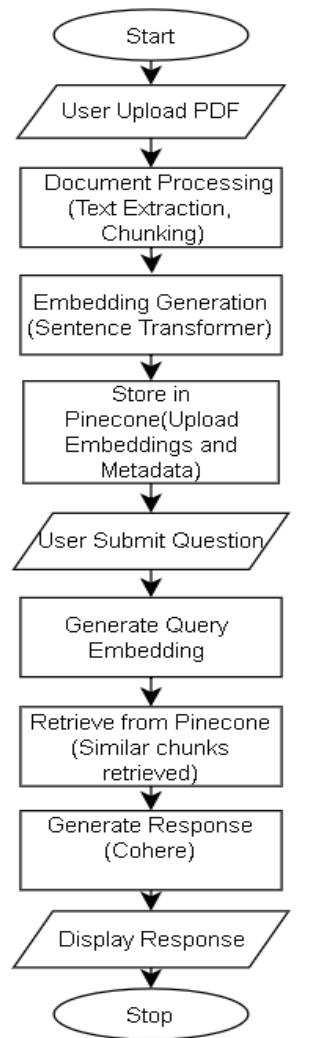 Start
User Upload PDF
Document Processing
(Text Extraction,
Chunking)
Embedding Generation
(Sentence Transformer)
Store in
Pinecone(Upload
Embeddings and
Metadata)
User Submit Question
Generate Query
Embedding
Retrieve from Pinecone
(Similar chunks
retrieved)
Generate Response
(Cohere)
Display Response
Stop